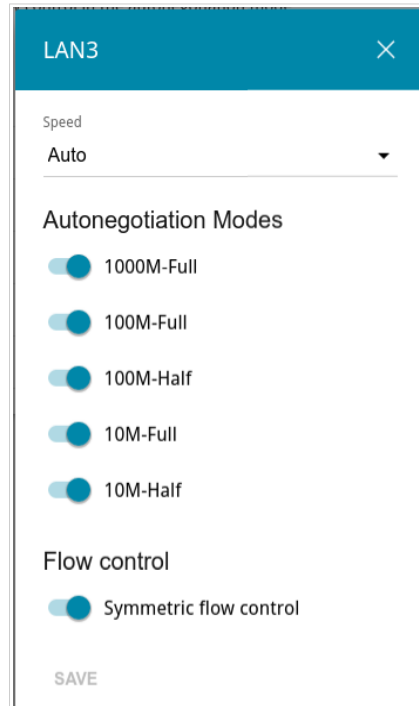 LAN3
Speed
Auto
Autonegotiation Modes
1000M-Full
100M-Full
100M-Half
10M-Full
10M-Half
Flow control
Symmetric flow control
SAVE